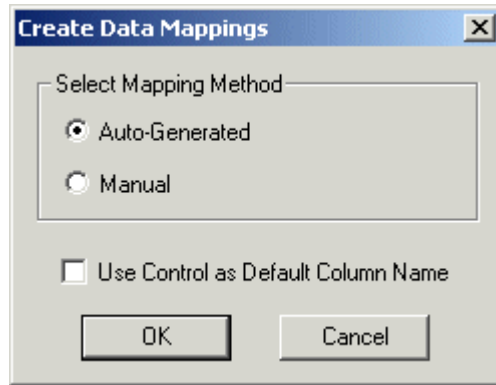 Create Data Mappings
Select Mapping Method
Auto-Generated
Manual
Use Control as Default Column Name
OK Cancel